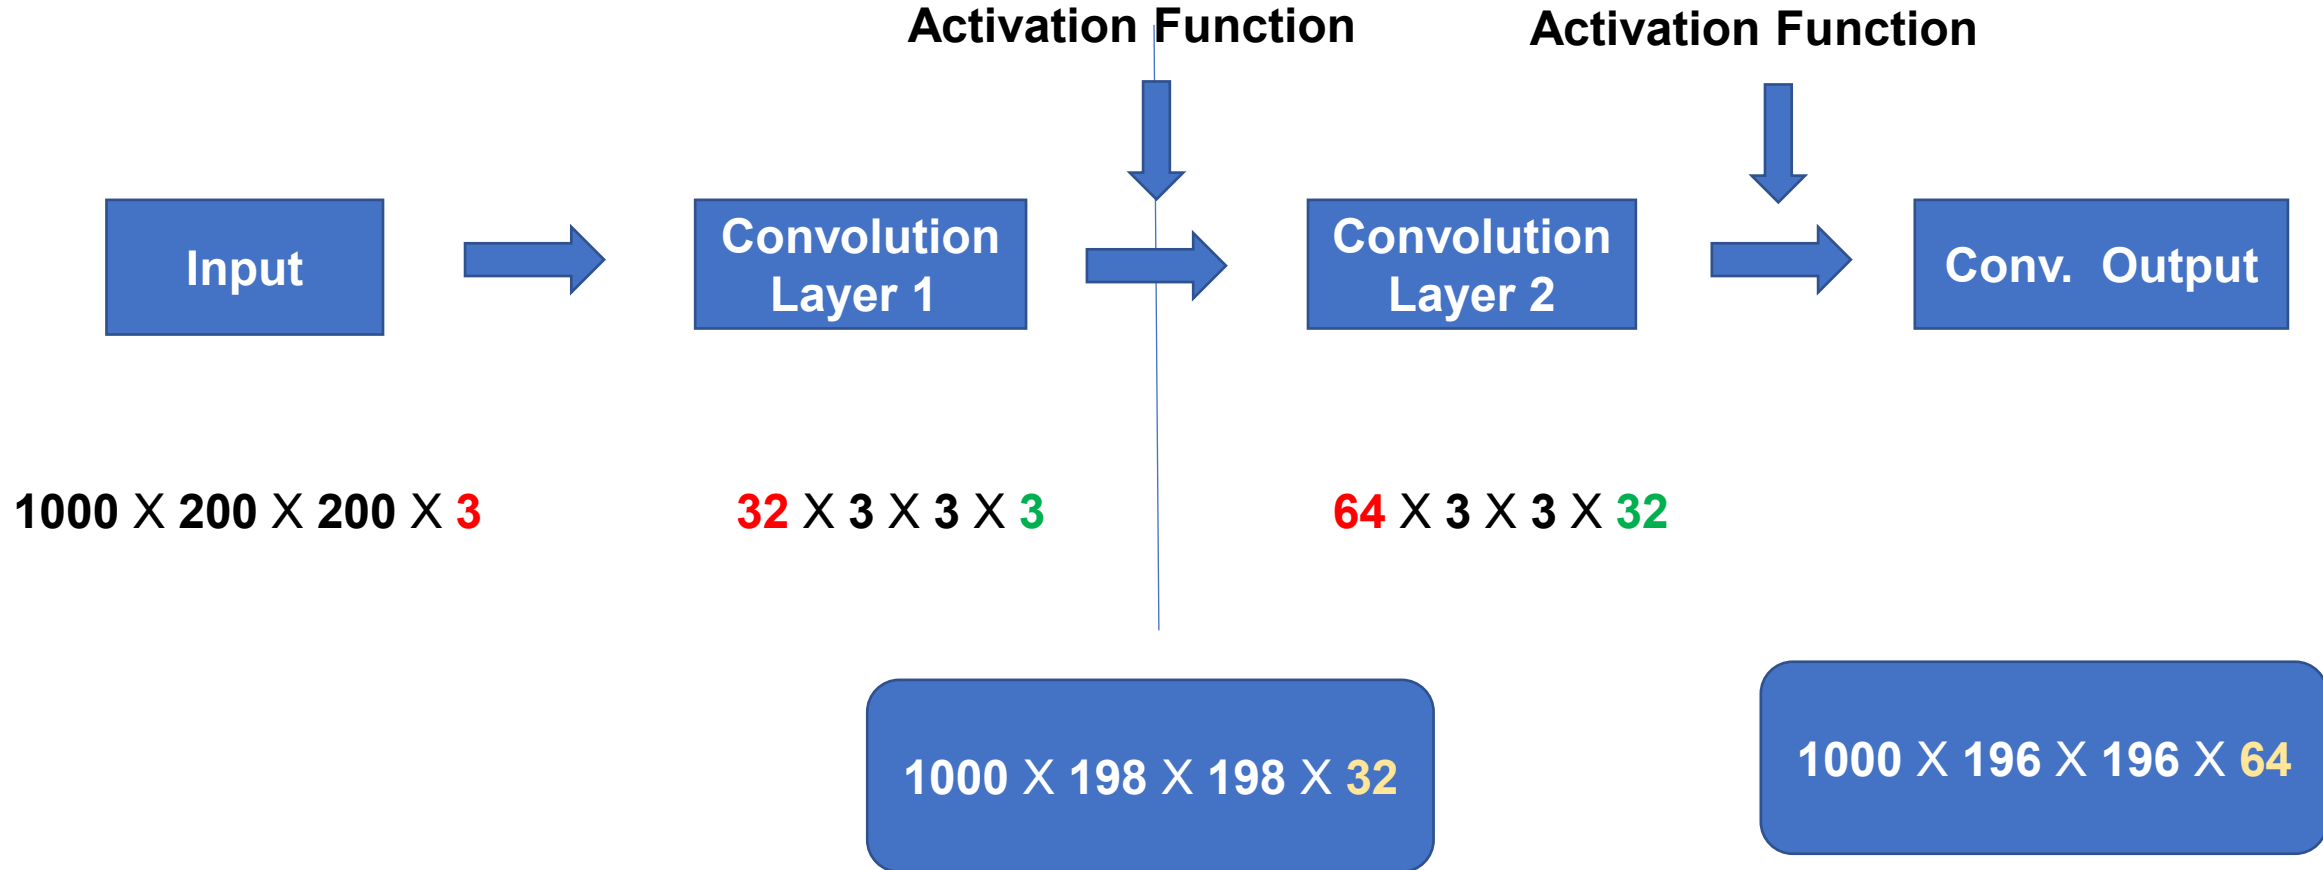 Activation Function
Activation Function
Input
Convolution
Layer 1
Convolution
Layer 2
Conv.  Output
1000 X 200 X 200 X 3
32 X 3 X 3 X 3
64 X 3 X 3 X 32
1000 X 198 X 198 X 32
1000 X 196 X 196 X 64